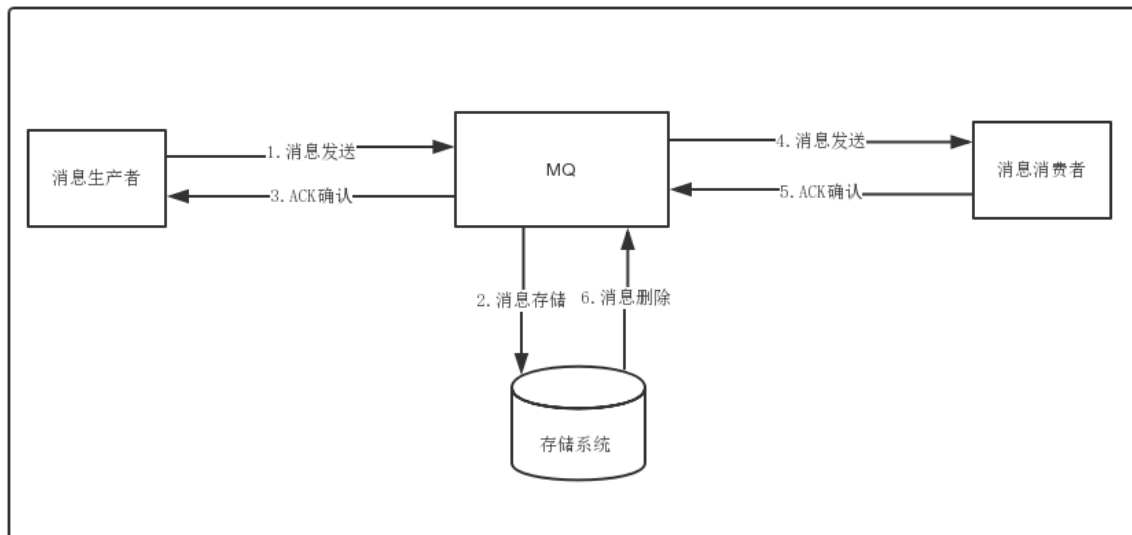 1.消息发送
4.消息发送
消息生产者
MQ
消息消费者
3.ACK确认
5.ACK确认
2.消息存储
6.消息删除
存储系统